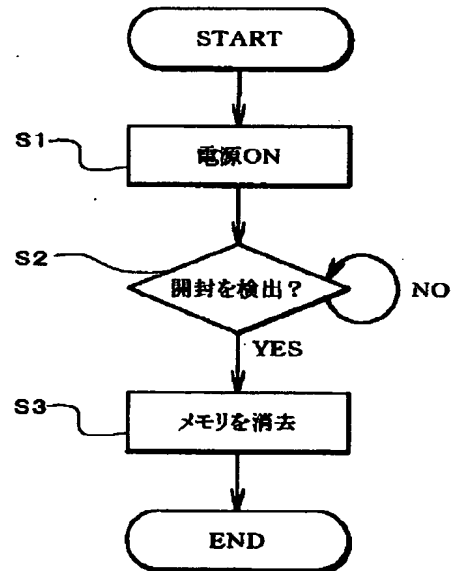 START
S1
電源ON
S2
開封を検出？
NO
YES
S3
メモリを消去
END